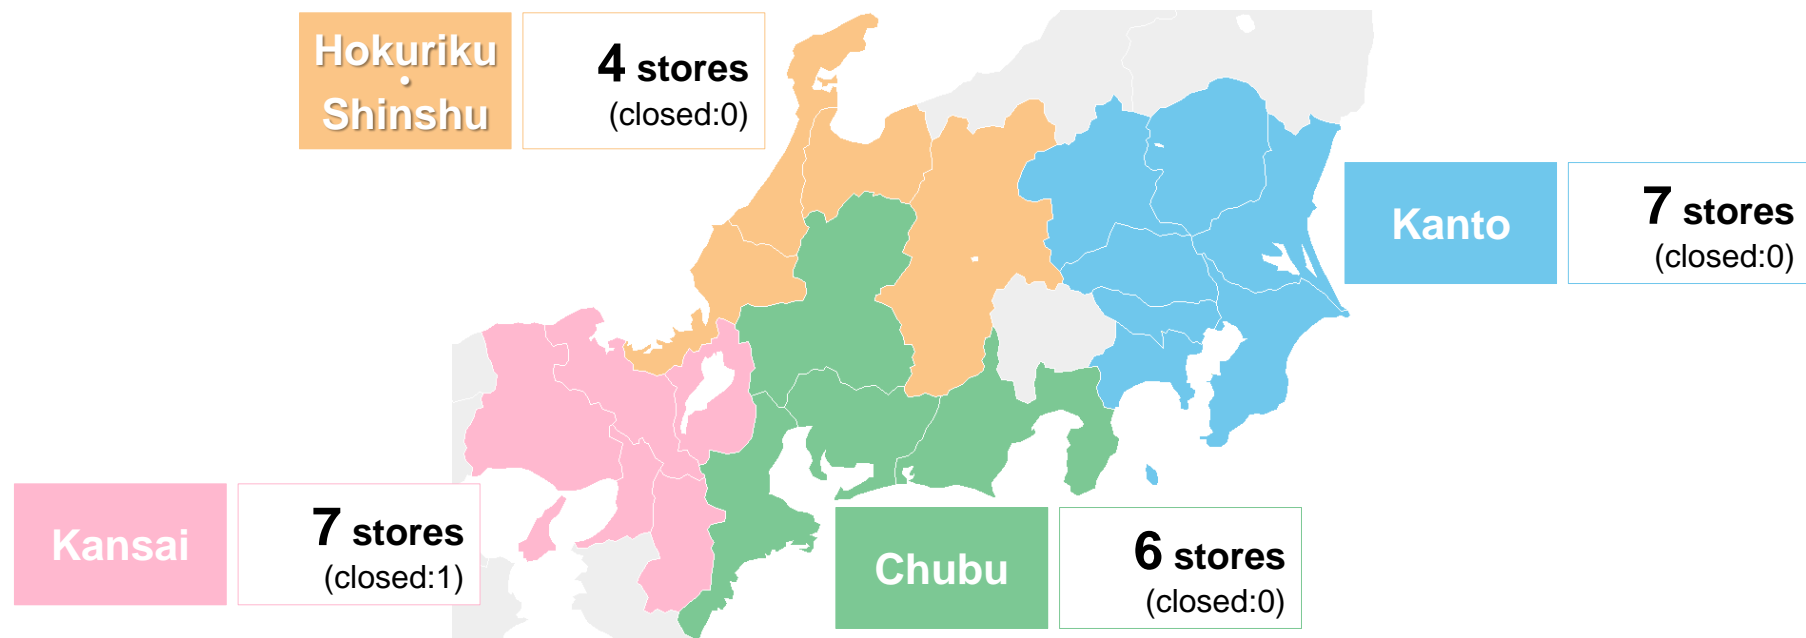 Hokuriku
・
Shinshu
4 stores
(closed:0)
Kanto
7 stores
(closed:0)
Kansai
7 stores
(closed:1)
Chubu
6 stores
(closed:0)